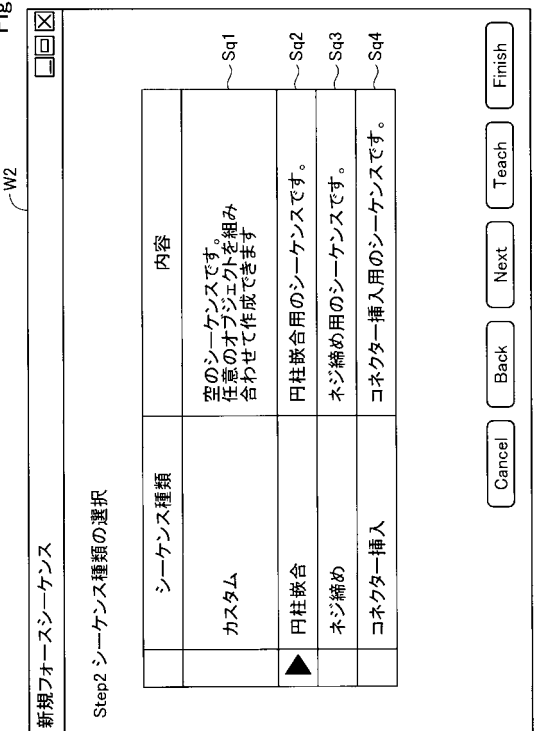 Fig
W2
新規フォースシーケンス
Step2 シーケンス種類の選択
シーケンス種類 内容
カスタム 空のシーケンスです。
任意のオブジェクトを組み
合わせて作成できます
Sq1
円柱嵌合 円柱嵌合用のシーケンスです。 Sq2
ネジ締め ネジ締め用のシーケンスです。 Sq3
コネクター挿入 コネクター挿入用のシーケンスです。 Sq4
Cancel Back Next Teach Finish